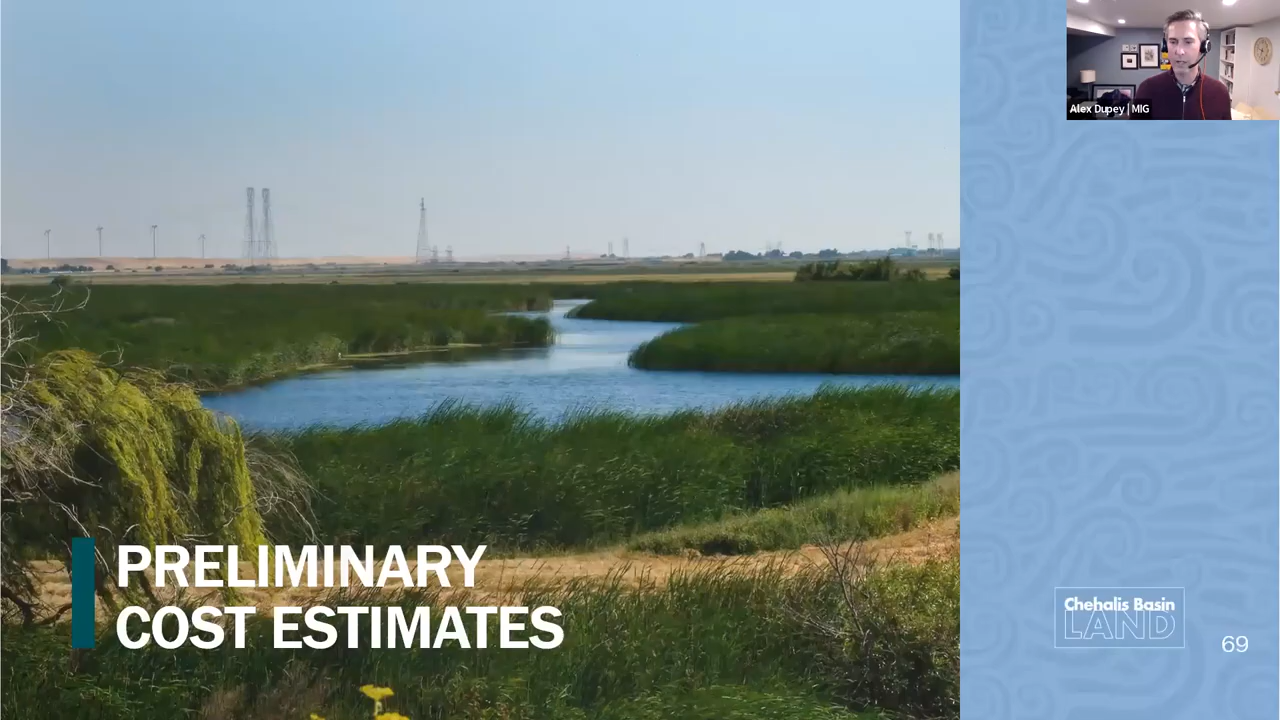 Alex Dupey | MIG
PRELIMINARY
COST ESTIMATES
Chehalis Basin
LAND
69